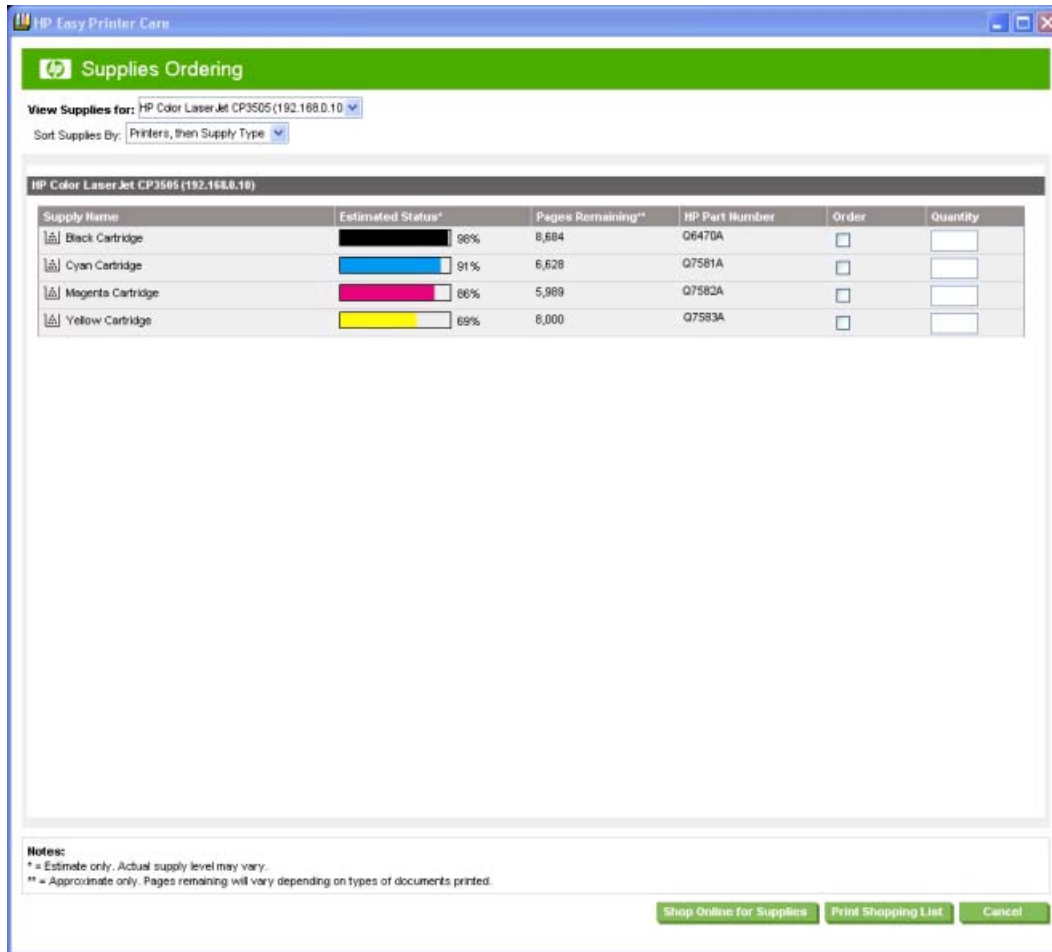 HP Easy Printer Care
hp Supplies Ordering
View Supplies for: HP Color LaserJet CP3505 (192.168.0.10
Sort Supplies By: Printers, then Supply Type
HP Color LaserJet CP3505 (192.168.0.10)
Supply Name Estimated Status* Pages Remaining** HP Part Number Order Quantity
Black Cartridge 98% 8,684 Q6470A
Cyan Cartridge 91% 6,628 Q7581A
Magenta Cartridge 86% 5,989 Q7582A
Yellow Cartridge 69% 8,000 Q7583A
Notes:
* = Estimate only. Actual supply level may vary.
** = Approximate only. Pages remaining will vary depending on types of documents printed.
Shop Online for Supplies Print Shopping List Cancel